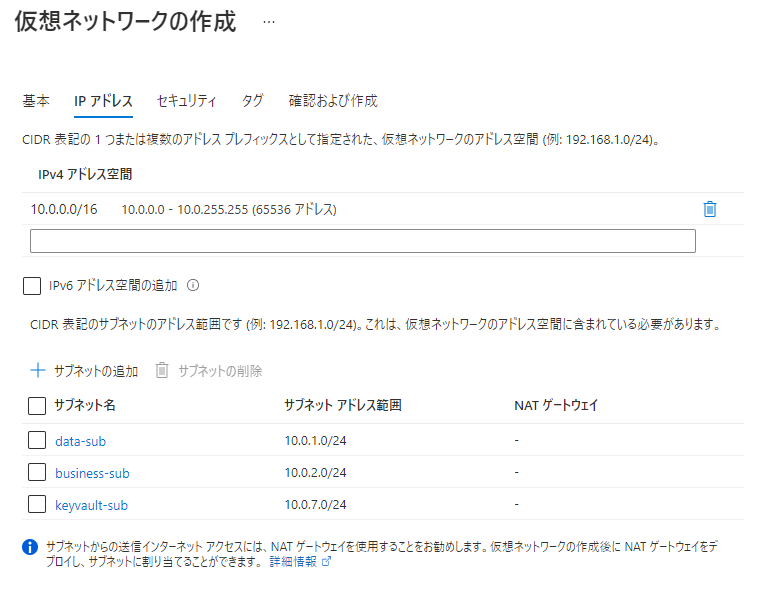 仮想ネットワークの作成 …
基本 IP アドレス セキュリティ タグ 確認および作成
CIDR 表記の 1 つまたは複数のアドレス プレフィックスとして指定された、仮想ネットワークのアドレス空間 (例: 192.168.1.0/24)。
IPv4 アドレス空間
10.0.0.0/16 10.0.0.0 - 10.0.255.255 (65536 アドレス)
IPv6 アドレス空間の追加
CIDR 表記のサブネットのアドレス範囲です (例: 192.168.1.0/24)。これは、仮想ネットワークのアドレス空間に含まれている必要があります。
サブネットの追加 サブネットの削除
サブネット名 サブネット アドレス範囲 NAT ゲートウェイ
data-sub 10.0.1.0/24 -
business-sub 10.0.2.0/24 -
keyvault-sub 10.0.7.0/24 -
サブネットからの送信インターネット アクセスには、NAT ゲートウェイを使用することをお勧めします。仮想ネットワークの作成後に NAT ゲートウェイをデ
プロイし、サブネットに割り当てることができます。 詳細情報